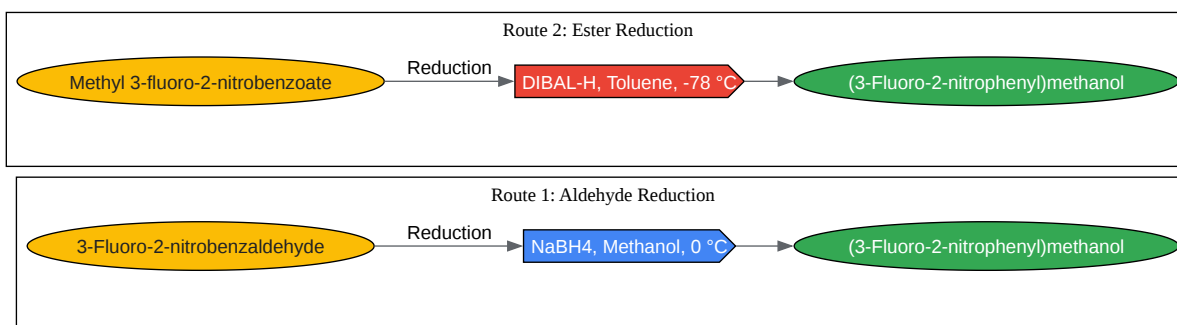 Route 2: Ester Reduction
Methyl 3-fluoro-2-nitrobenzoate
Reduction
DIBAL-H, Toluene, -78 °C
(3-Fluoro-2-nitrophenyl)methanol
Route 1: Aldehyde Reduction
3-Fluoro-2-nitrobenzaldehyde
Reduction
NaBH4, Methanol, 0 °C
(3-Fluoro-2-nitrophenyl)methanol